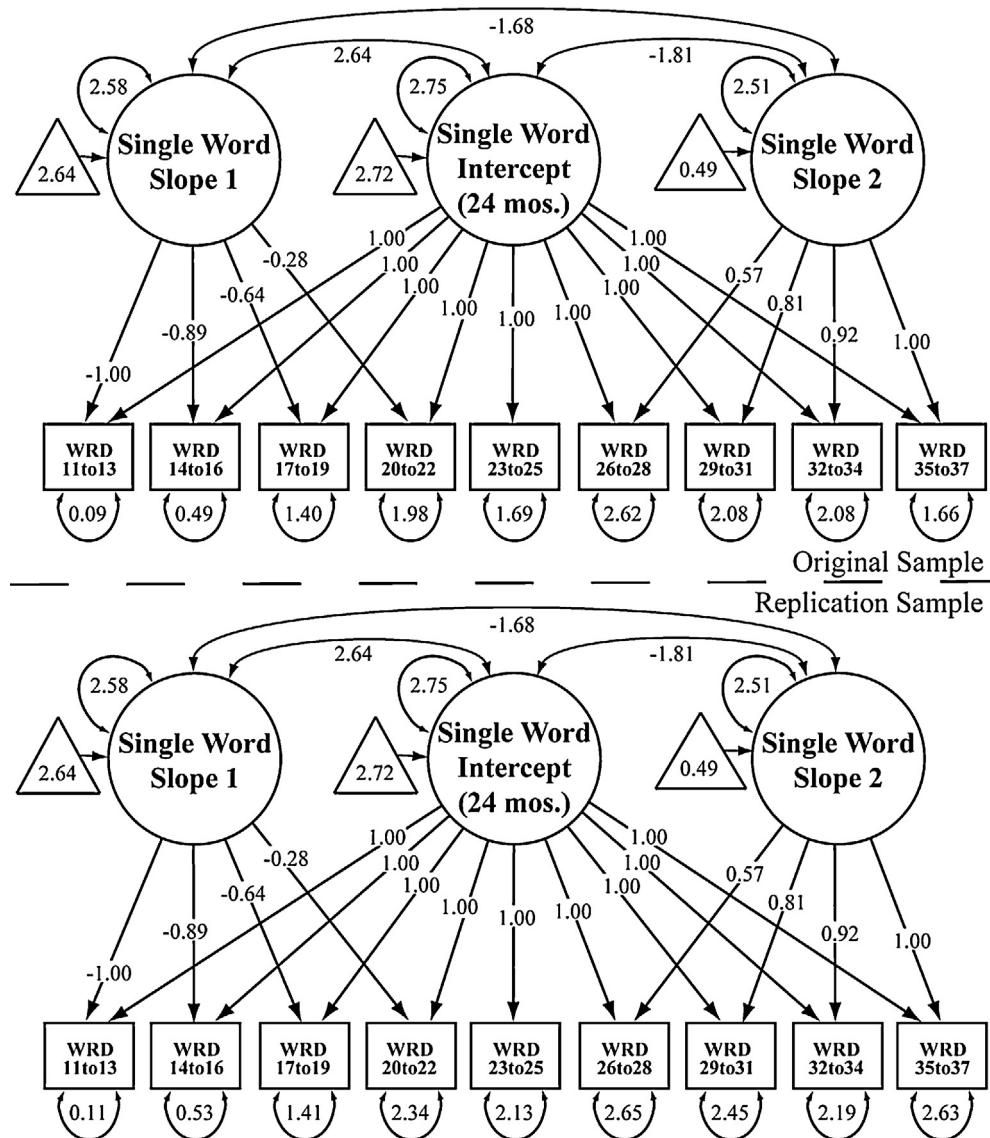 -1.68
2.64
-1.81
2.58
2.75
2.51
Single Word
Slope 1
Single Word
Intercept
(24 mos.)
Single Word
Slope 2
2.64
2.72
0.49
1.00
1.00
1.00
1.00
1.00
1.00
1.00
1.00
1.00
-0.28
-0.64
-0.89
-1.00
0.57
0.81
0.92
1.00
WRD
11to13
WRD
14to16
WRD
17to19
WRD
20to22
WRD
23to25
WRD
26to28
WRD
29to31
WRD
32to34
WRD
35to37
0.09
0.49
1.40
1.98
1.69
2.62
2.08
2.08
1.66
Original Sample
Replication Sample
-1.68
2.64
-1.81
2.58
2.75
2.51
Single Word
Slope 1
Single Word
Intercept
(24 mos.)
Single Word
Slope 2
2.64
2.72
0.49
1.00
1.00
1.00
1.00
1.00
1.00
1.00
1.00
1.00
-0.28
-0.64
-0.89
-1.00
0.57
0.81
0.92
1.00
WRD
11to13
WRD
14to16
WRD
17to19
WRD
20to22
WRD
23to25
WRD
26to28
WRD
29to31
WRD
32to34
WRD
35to37
0.11
0.53
1.41
2.34
2.13
2.65
2.45
2.19
2.63